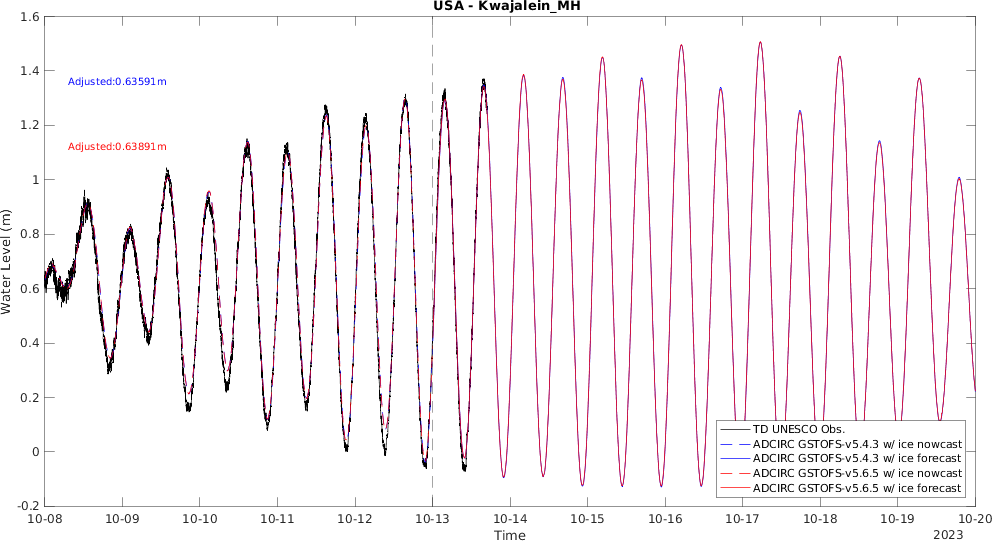 USA - Kwajalein_MH
1.6
1.4
1.2
1
0.8
0.6
0.4
0.2
0
-0.2
Water Level (m)
Adjusted:0.63591m
Adjusted:0.63891m
TD UNESCO Obs.
ADCIRC GSTOFS-v5.4.3 w/ ice nowcast
ADCIRC GSTOFS-v5.4.3 w/ ice forecast
ADCIRC GSTOFS-v5.6.5 w/ ice nowcast
ADCIRC GSTOFS-v5.6.5 w/ ice forecast
10-08 10-09 10-10 10-11 10-12 10-13 10-14 10-15 10-16 10-17 10-18 10-19 10-20
Time
2023